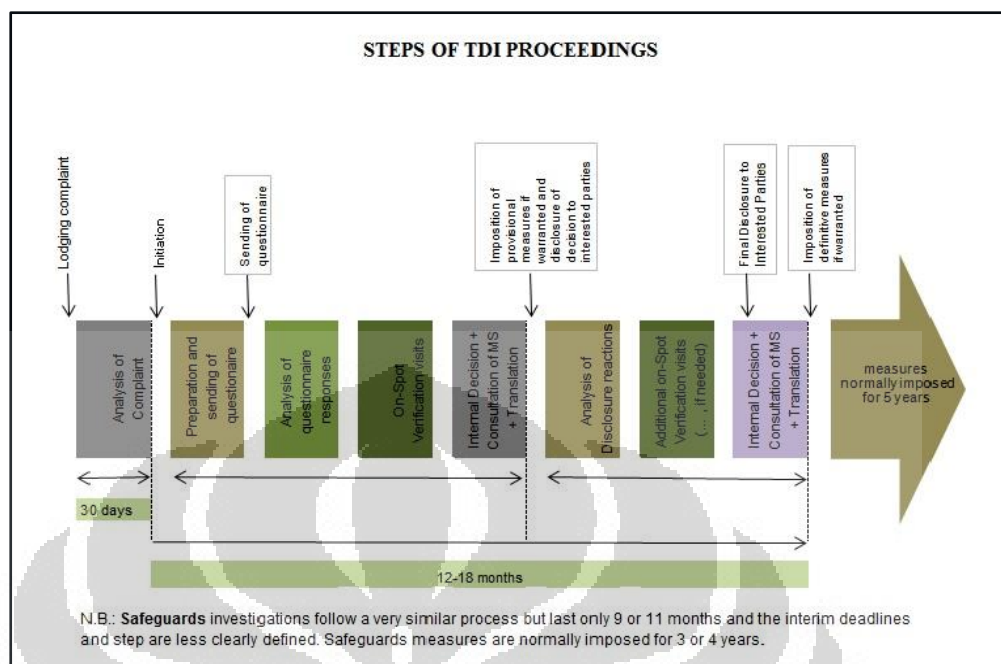 STEPS OF TDI PROCEEDINGS
Lodging complaint
Initiation
Sending of
questionnaire
Imposition of
provisional
measures if
warranted and
disclosure of
decision to
interested parties
Final Disclosure to
Interested Parties
Imposition of
definitive measures
if warranted
Analysis of
Complaint
Preparation and
sending of
questionaire
Analysis of
questionnaire
responses
On-Spot
Verification visits
Internal Decision +
Consultation of MS
+ Translation
Analysis of
Disclosure reactions
Additional on-Spot
Verification visits
(... , if needed)
Internal Decision +
Consultation of MS
+ Translation
measures
normally imposed
for 5 years
30 days
12-18 months
N.B.: Safeguards investigations follow a very similar process but last only 9 or 11 months and the interim deadlines
and step are less clearly defined. Safeguards measures are normally imposed for 3 or 4 years.